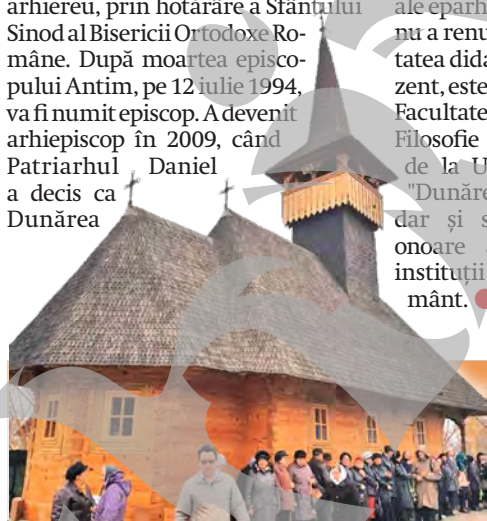 arhiereu, prin hotărâre a Sfântului
Sinod al Bisericii Ortodoxe Ro-
mâne. După moartea episco-
pului Antim, pe 12 iulie 1994,
va fi numit episcop. A devenit
arhiepiscop în 2009, când
Patriarhul Daniel
a decis ca
Dunărea
ale eparh
nu a renu
tatea dida
zent, este
Facultate
Filosofie
de la U
"Dunăre
dar și s
onoare
instituții
mânt.